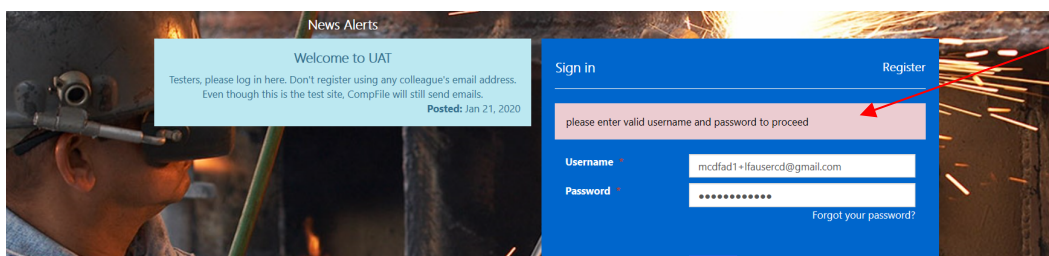 News Alerts
Welcome to UAT
Testers, please log in here. Don't register using any colleague's email address.
Even though this is the test site, CompFile will still send emails.
Posted: Jan 21, 2020
Sign in
Register
please enter valid username and password to proceed
Username *
mcdfad1+lfausercd@gmail.com
Password *
●●●●●●●●●●●●
Forgot your password?